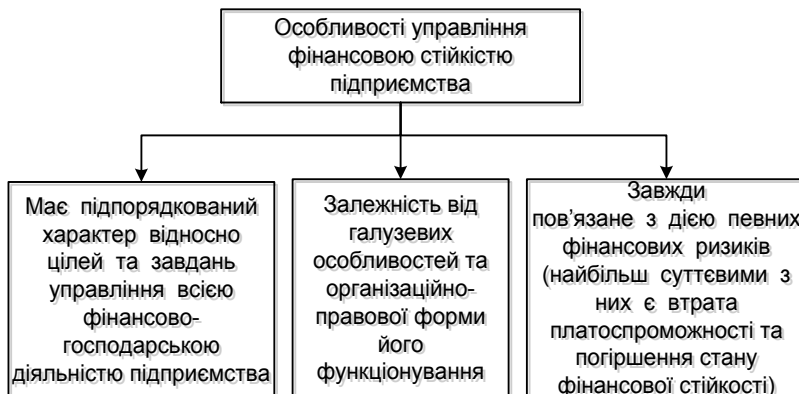 Особливості управління
фінансовою стійкістю
підприємства
Має підпорядкований
характер відносно
цілей та завдань
управління всією
фінансово-
господарською
діяльністю підприємства
Залежність від
галузевих
особливостей та
організаційно-
правової форми
його
функціонування
Завжди
пов’язане з дією певних
фінансових ризиків
(найбільш суттєвими з
них є втрата
платоспроможності та
погіршення стану
фінансової стійкості)